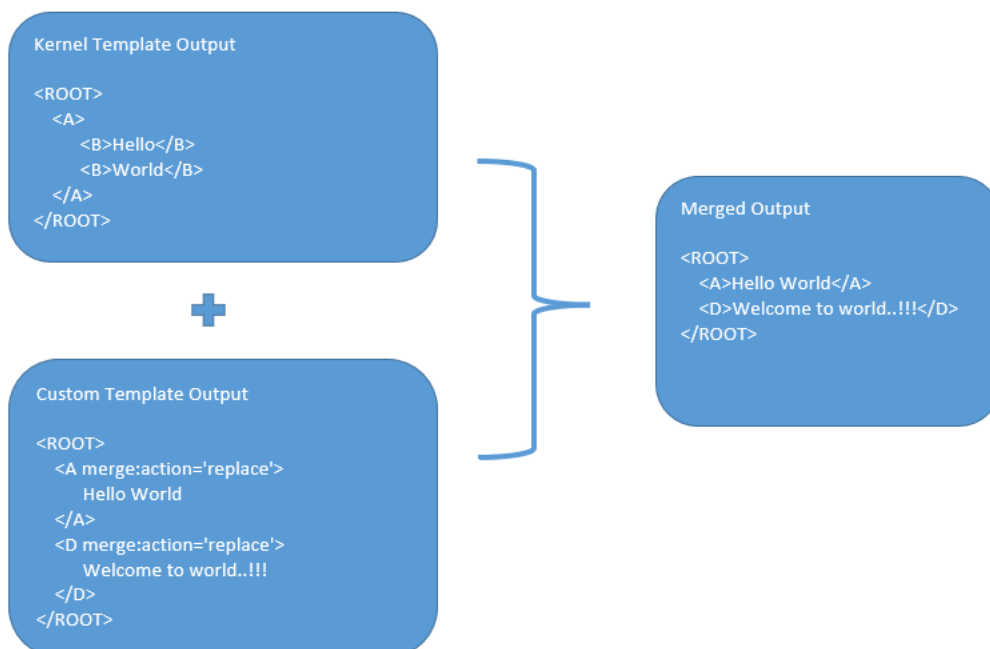 Kernel Template Output
<ROOT>
<A>
<B>Hello</B>
<B>World</B>
</A>
</ROOT>
Custom Template Output
<ROOT>
<A merge:action='replace'>
Hello World
</A>
<D merge:action='replace'>
Welcome to world..!!!
</D>
</ROOT>
Merged Output
<ROOT>
<A>Hello World</A>
<D>Welcome to world..!!!</D>
</ROOT>